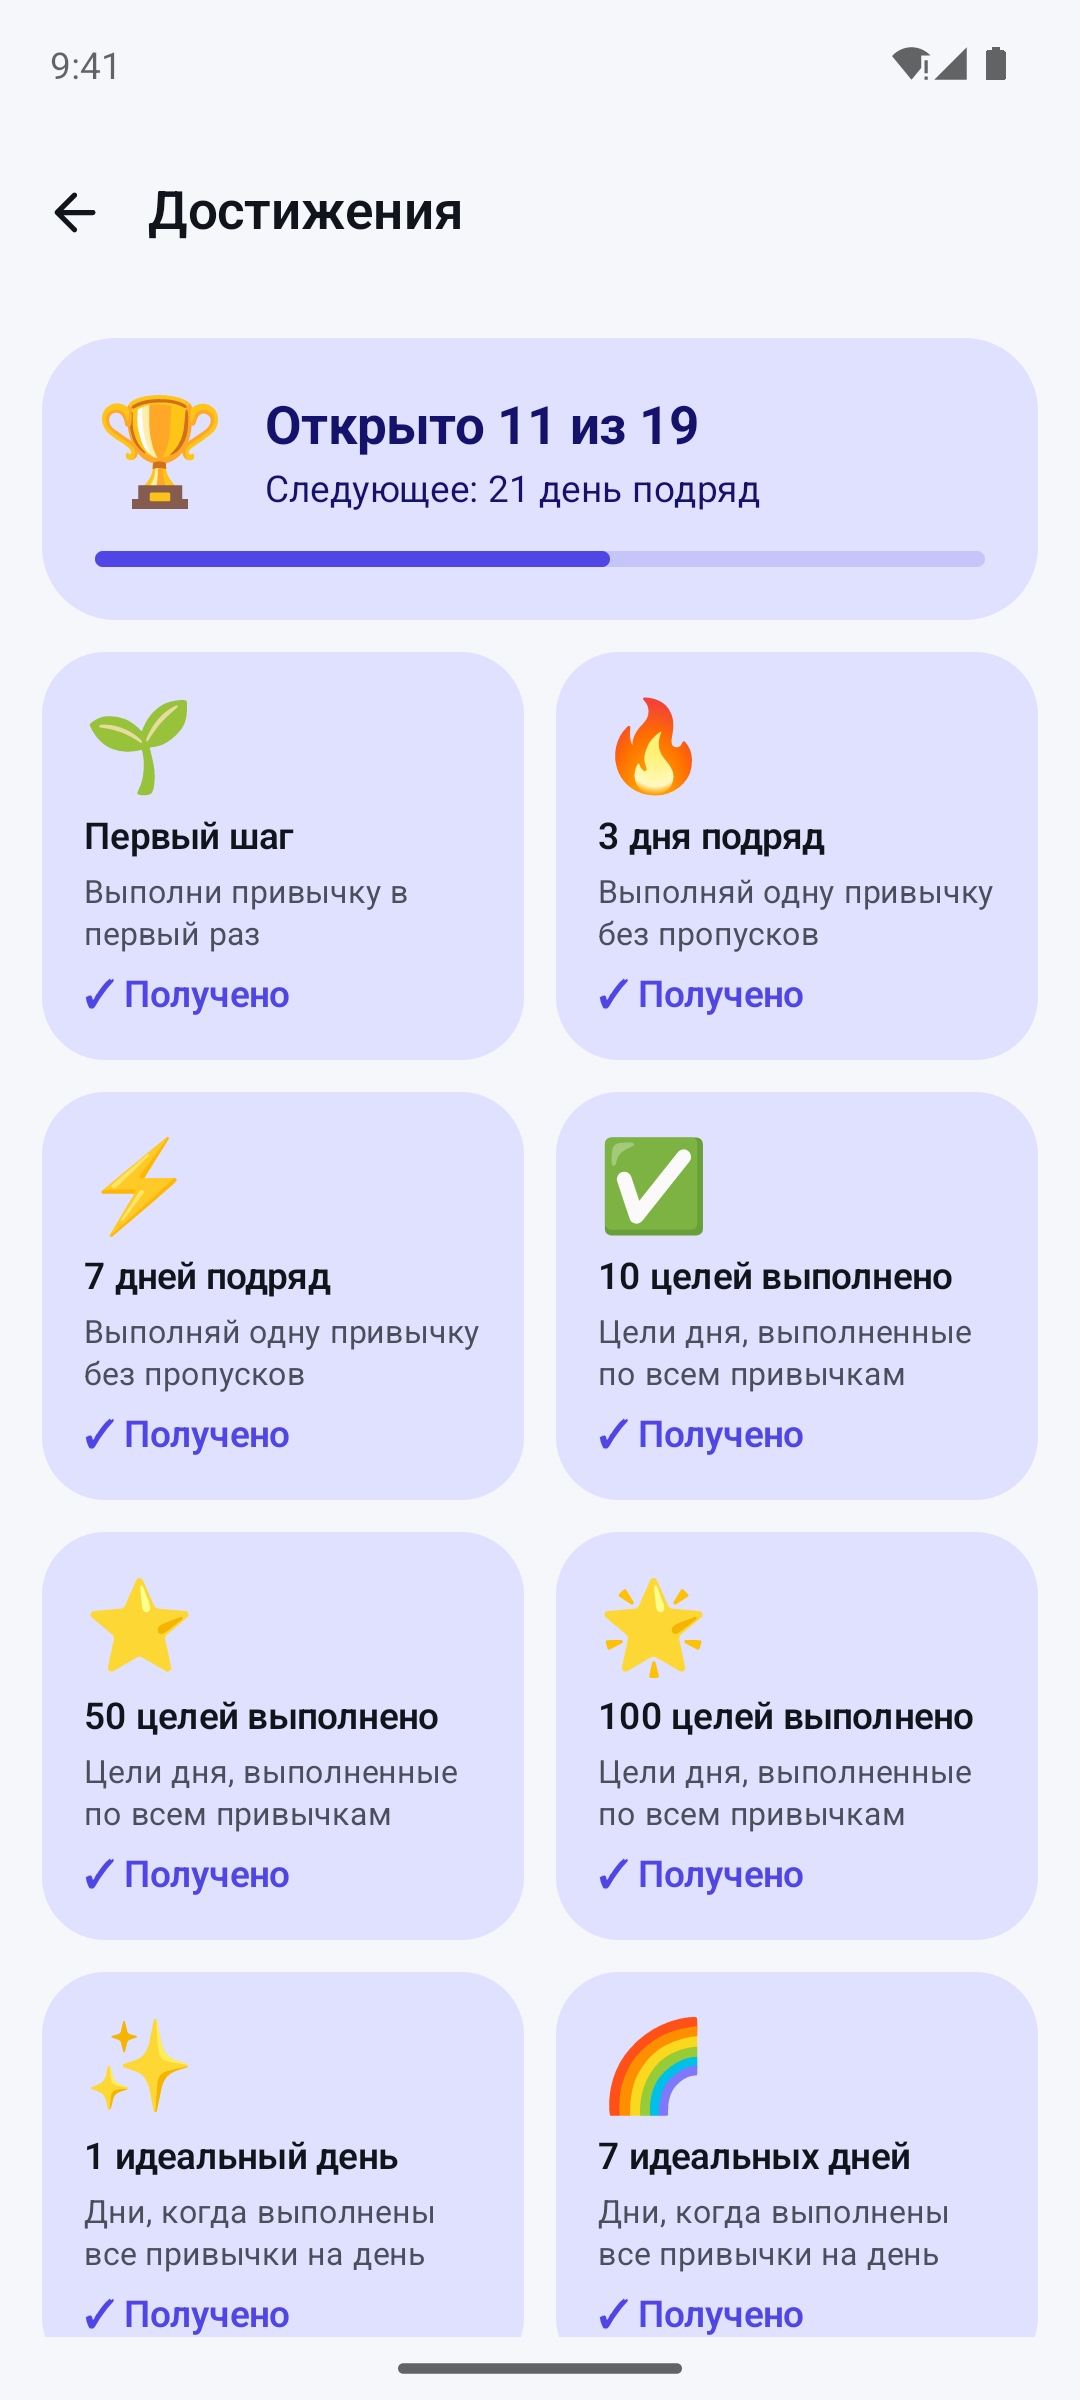 9:41
Достижения
Открыто 11 из 19
Следующее: 21 день подряд
Первый шаг
Выполни привычку в
первый раз
✓ Получено
3 дня подряд
Выполняй одну привычку
без пропусков
✓ Получено
7 дней подряд
Выполняй одну привычку
без пропусков
✓ Получено
10 целей выполнено
Цели дня, выполненные
по всем привычкам
✓ Получено
50 целей выполнено
Цели дня, выполненные
по всем привычкам
✓ Получено
100 целей выполнено
Цели дня, выполненные
по всем привычкам
✓ Получено
1 идеальный день
Дни, когда выполнены
все привычки на день
✓ Получено
7 идеальных дней
Дни, когда выполнены
все привычки на день
✓ Получено